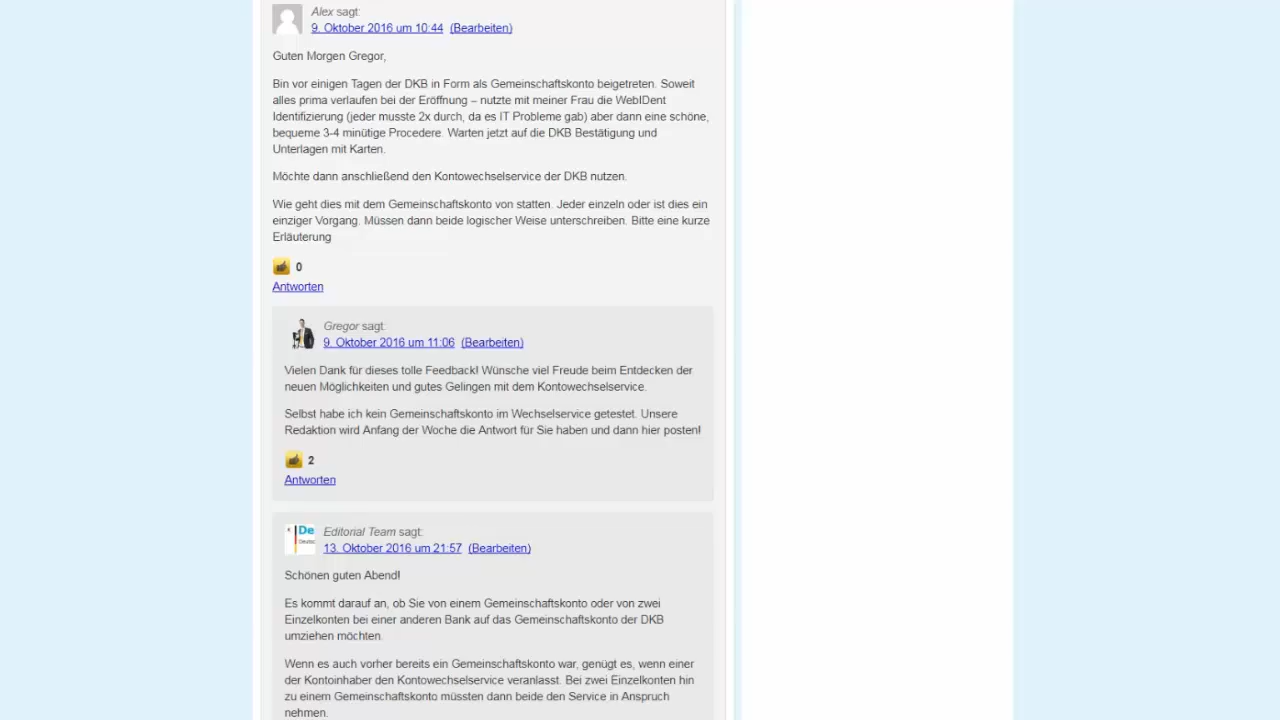 Alex sagt:
9. Oktober 2016 um 10:44 (Bearbeiten)
Guten Morgen Gregor,
Bin vor einigen Tagen der DKB in Form als Gemeinschaftskonto beigetreten. Soweit
alles prima verlaufen bei der Eröffnung – nutzte mit meiner Frau die WebIDent
Identifizierung (jeder musste 2x durch, da es IT Probleme gab) aber dann eine schöne,
bequeme 3-4 minütige Procedere. Warten jetzt auf die DKB Bestätigung und
Unterlagen mit Karten.
Möchte dann anschließend den Kontowechselservice der DKB nutzen.
Wie geht dies mit dem Gemeinschaftskonto von statten. Jeder einzeln oder ist dies ein
einziger Vorgang. Müssen dann beide logischer Weise unterschreiben. Bitte eine kurze
Erläuterung
0
Antworten
Gregor sagt:
9. Oktober 2016 um 11:06 (Bearbeiten)
Vielen Dank für dieses tolle Feedback! Wünsche viel Freude beim Entdecken der
neuen Möglichkeiten und gutes Gelingen mit dem Kontowechselservice.
Selbst habe ich kein Gemeinschaftskonto im Wechselservice getestet. Unsere
Redaktion wird Anfang der Woche die Antwort für Sie haben und dann hier posten!
2
Antworten
De
Deutsc
Editorial Team sagt:
13. Oktober 2016 um 21:57 (Bearbeiten)
Schönen guten Abend!
Es kommt darauf an, ob Sie von einem Gemeinschaftskonto oder von zwei
Einzelkonten bei einer anderen Bank auf das Gemeinschaftskonto der DKB
umziehen möchten.
Wenn es auch vorher bereits ein Gemeinschaftskonto war, genügt es, wenn einer
der Kontoinhaber den Kontowechselservice veranlasst. Bei zwei Einzelkonten hin
zu einem Gemeinschaftskonto müssten dann beide den Service in Anspruch
nehmen.